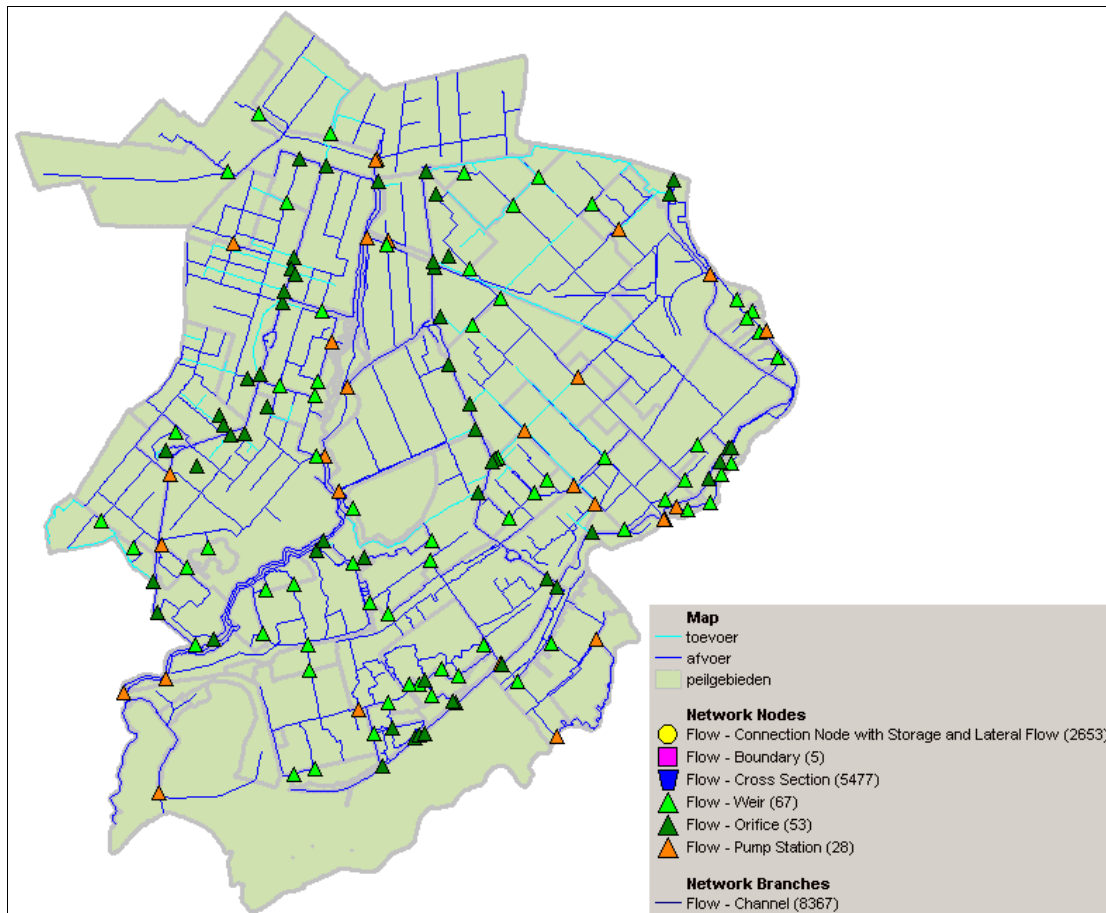 Map
toevoer
afvoer
peilgebieden
Network Nodes
Flow - Connection Node with Storage and Lateral Flow (2653)
Flow - Boundary (5)
Flow - Cross Section (5477)
Flow - Weir (67)
Flow - Orifice (53)
Flow - Pump Station (28)
Network Branches
Flow - Channel (8367)